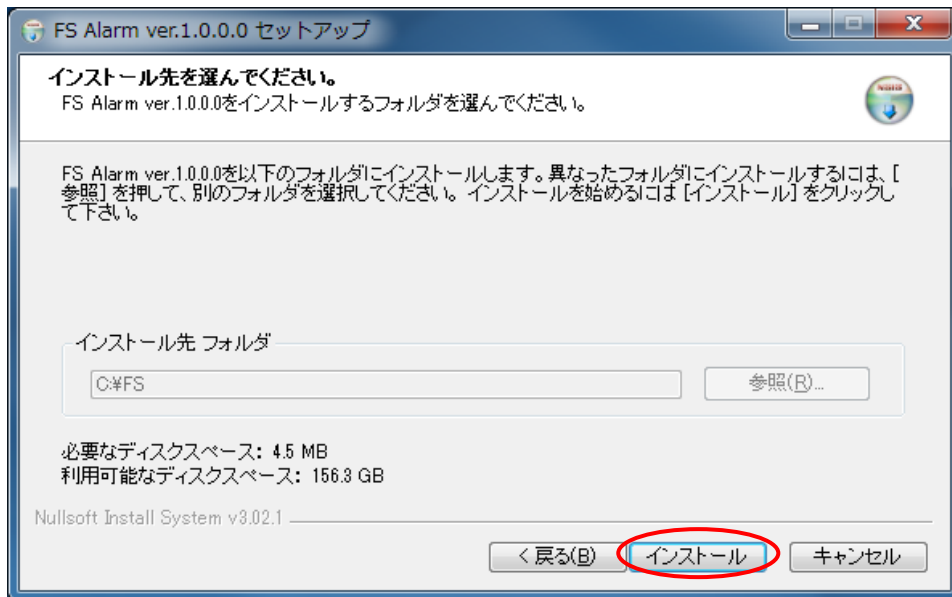 FS Alarm ver.1.0.0.0 セットアップ
インストール先を選んでください。
FS Alarm ver.1.0.0.0をインストールするフォルダを選んでください。
FS Alarm ver.1.0.0.0を以下のフォルダにインストールします。異なったフォルダにインストールするには、[
参照] を押して、別のフォルダを選択してください。インストールを始めるには [インストール] をクリックし
て下さい。
インストール先 フォルダ
C:¥FS
参照(R)...
必要なディスクスペース: 4.5 MB
利用可能なディスクスペース: 156.3 GB
Nullsoft Install System v3.02.1
< 戻る(B)
インストール
キャンセル